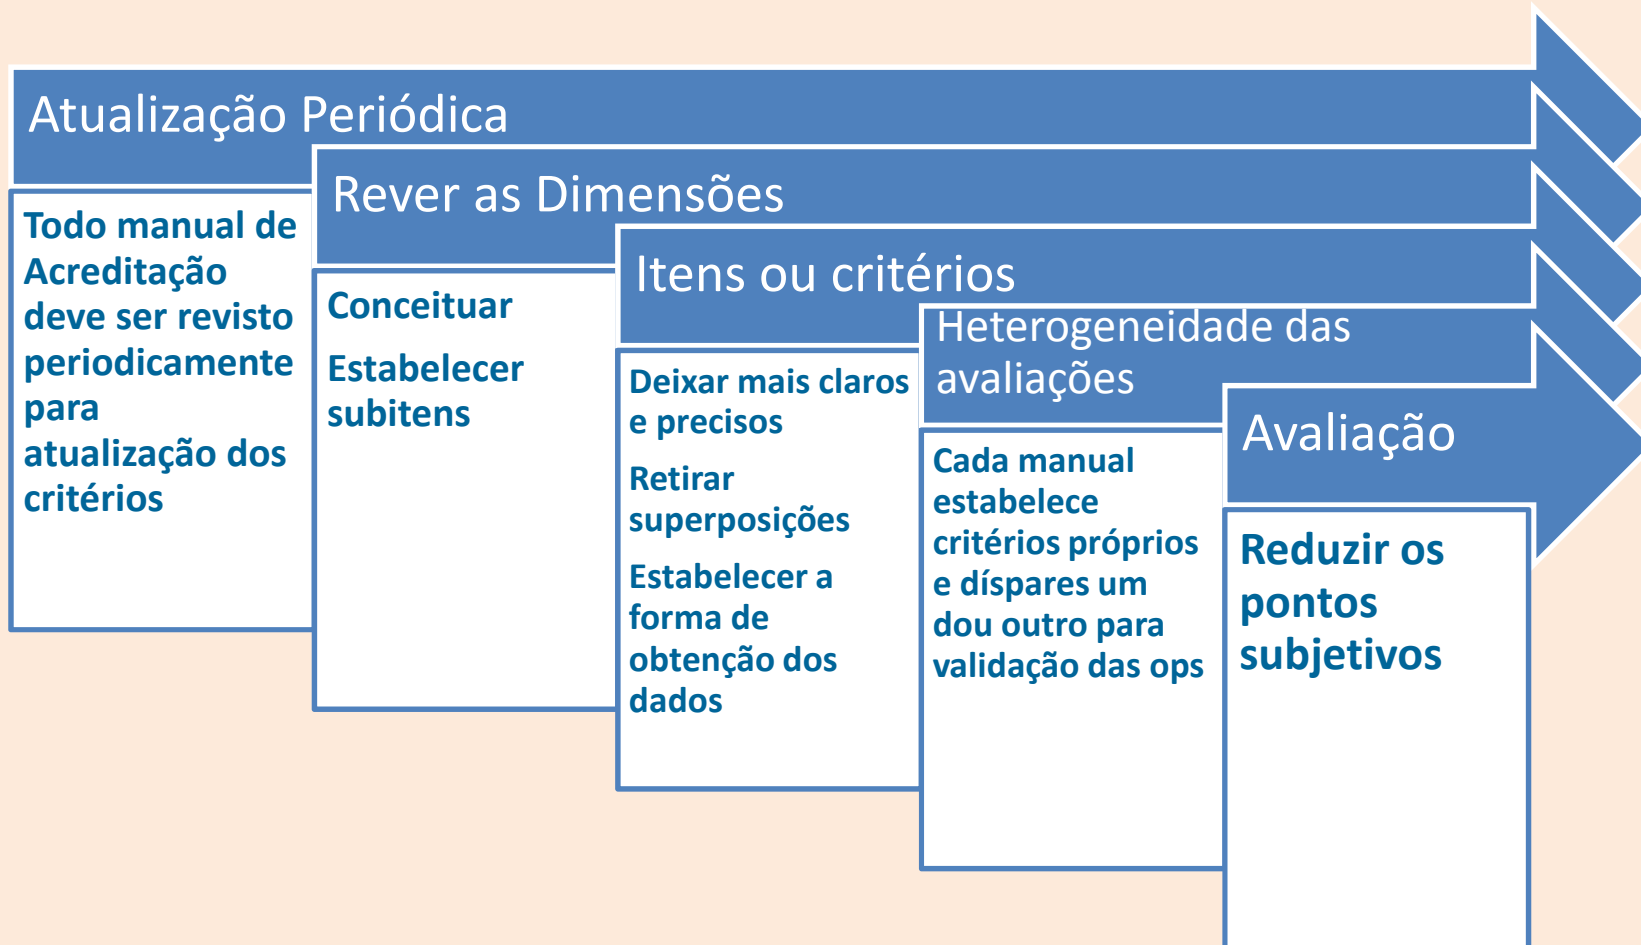 Atualização Periódica
Todo manual de
Acreditação
deve ser revisto
periodicamente
para
atualização dos
critérios
Rever as Dimensões
Conceituar
Estabelecer
subitens
Itens ou critérios
Deixar mais claros
e precisos
Retirar
superposições
Estabelecer a
forma de
obtenção dos
dados
Heterogeneidade das
avaliações
Cada manual
estabelece
critérios próprios
e díspares um
dou outro para
validação das ops
Avaliação
Reduzir os
pontos
subjetivos